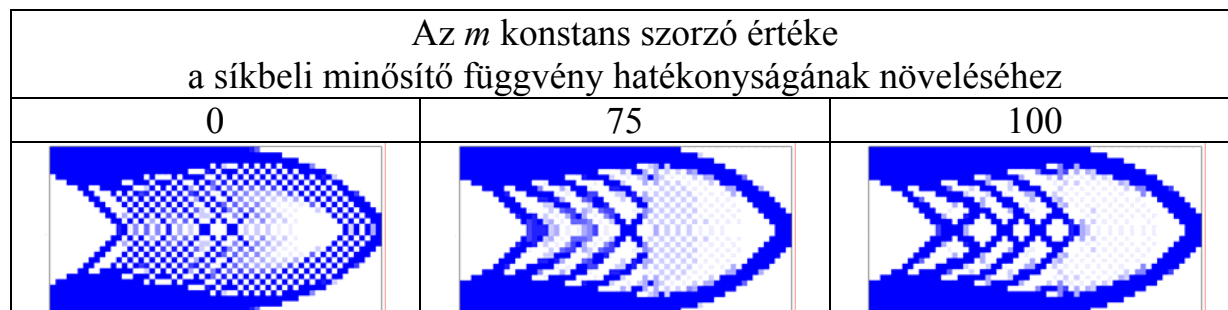 Az m konstans szorzó értéke
a síkbeli minősítő függvény hatékonyságának növeléséhez
0 75 100